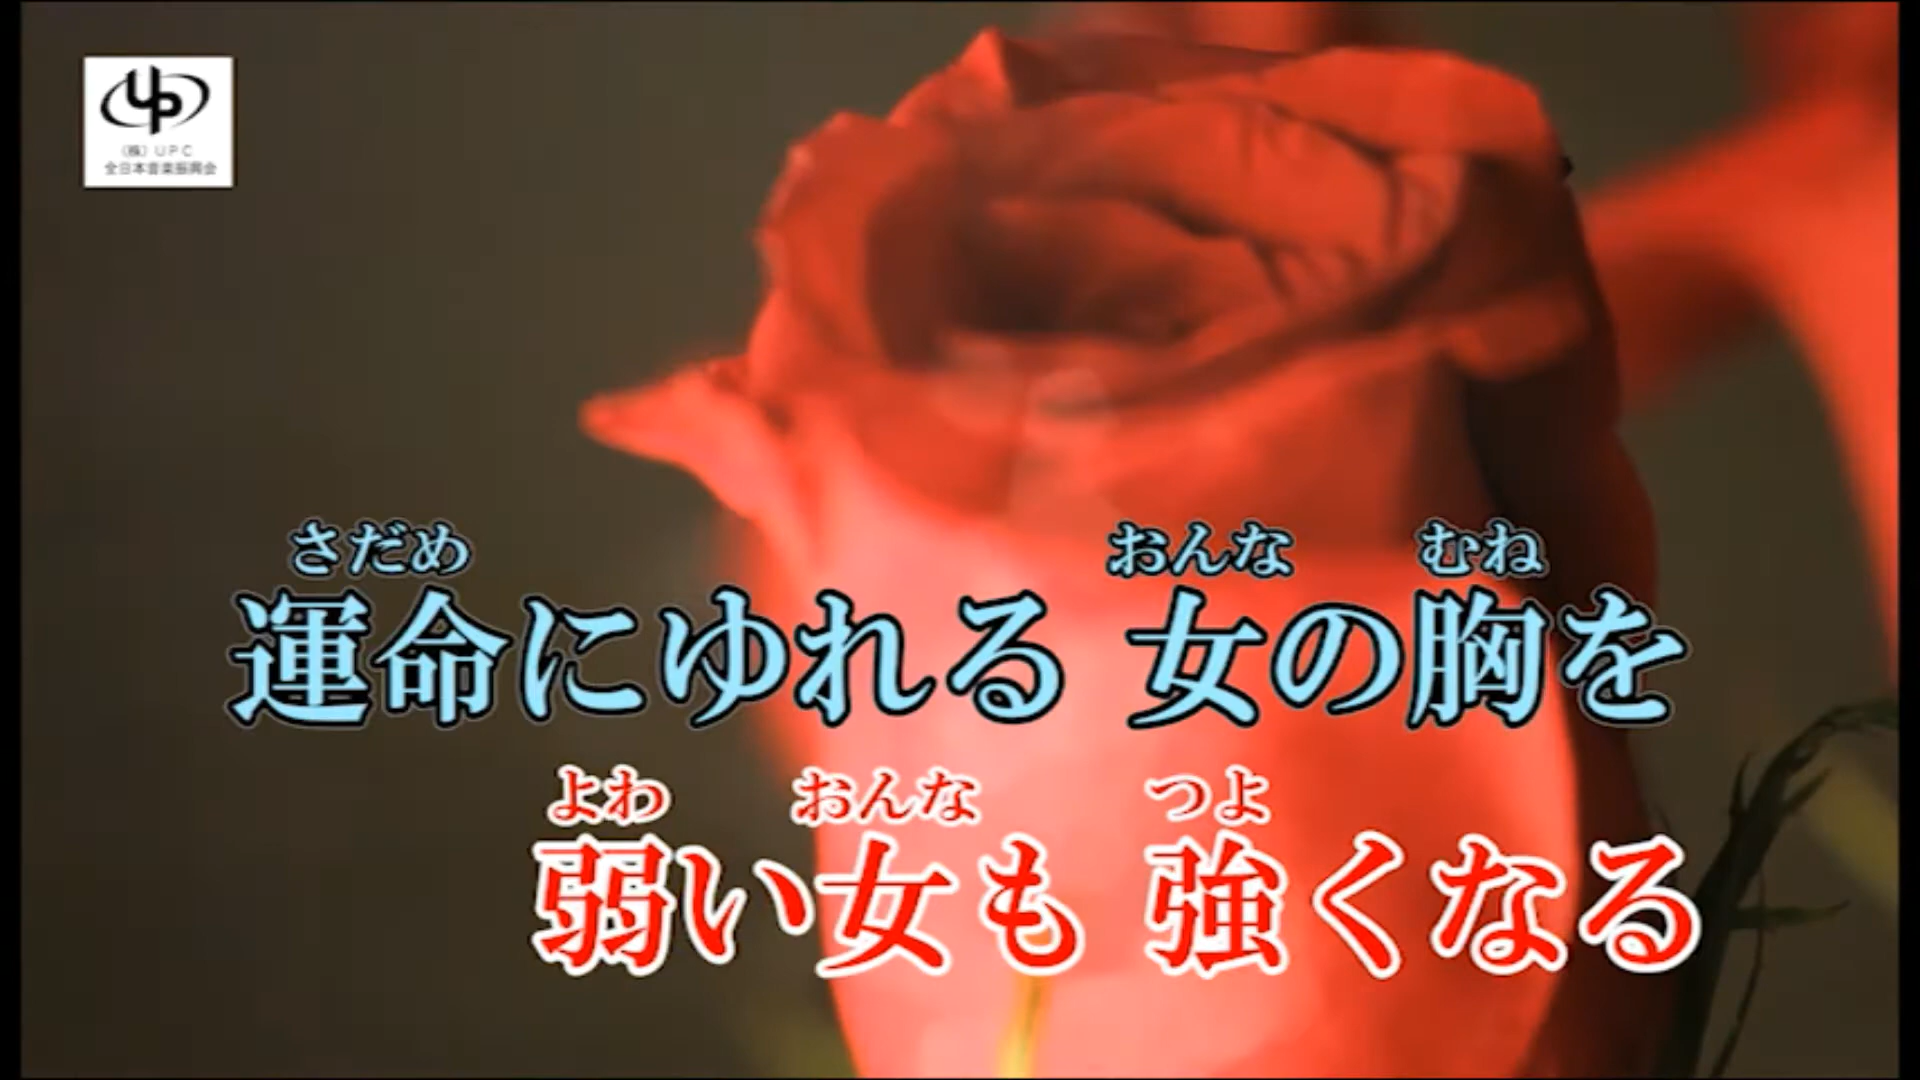 UP
(株)UPC
全日本音楽振興会
さだめ おんな むね
運命にゆれる 女の胸を
よわ おんな つよ
弱い女も 強くなる